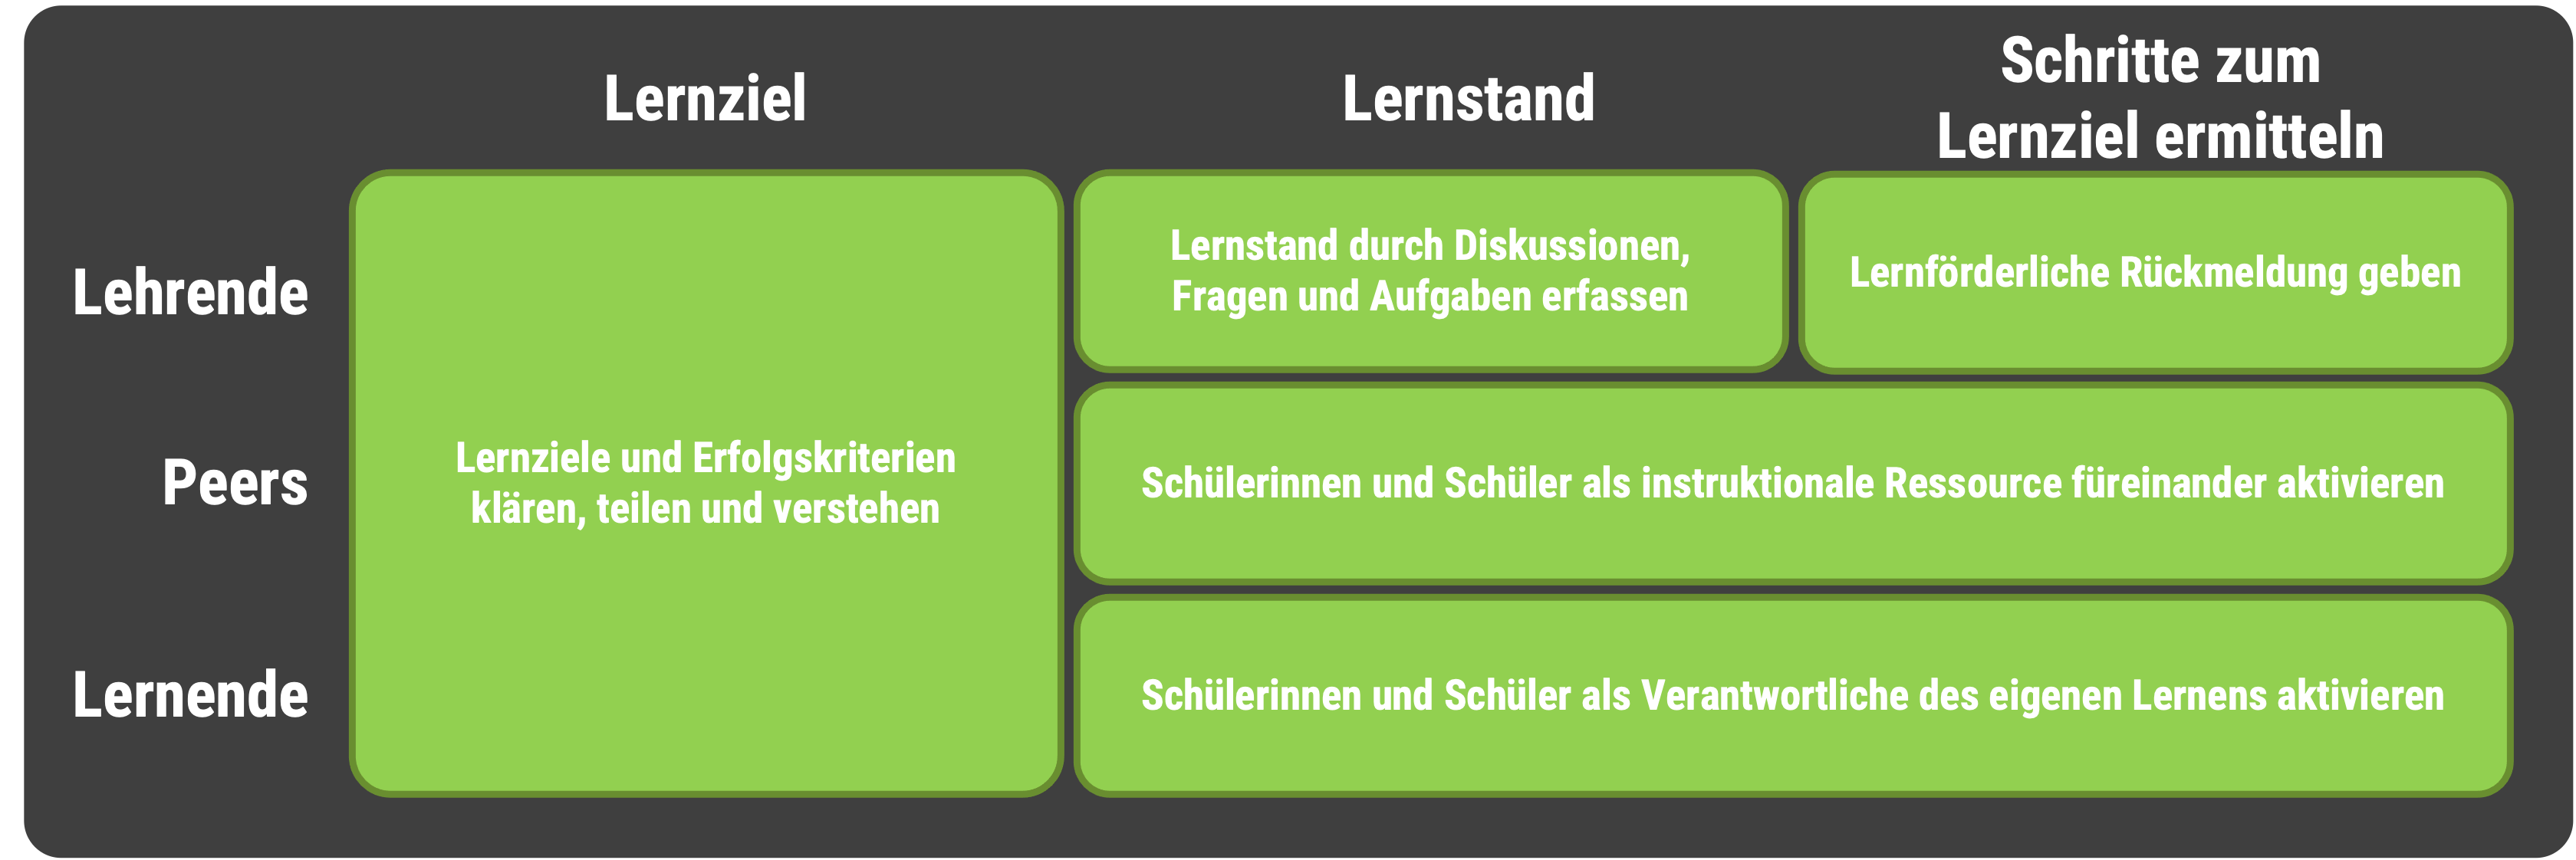 Lernziel
Lernstand
Schritte zum
Lernziel ermitteln
Lehrende
Lernstand durch Diskussionen,
Fragen und Aufgaben erfassen
Lernförderliche Rückmeldung geben
Peers
Lernziele und Erfolgskriterien
klären, teilen und verstehen
Schülerinnen und Schüler als instruktionale Ressource füreinander aktivieren
Lernende
Schülerinnen und Schüler als Verantwortliche des eigenen Lernens aktivieren